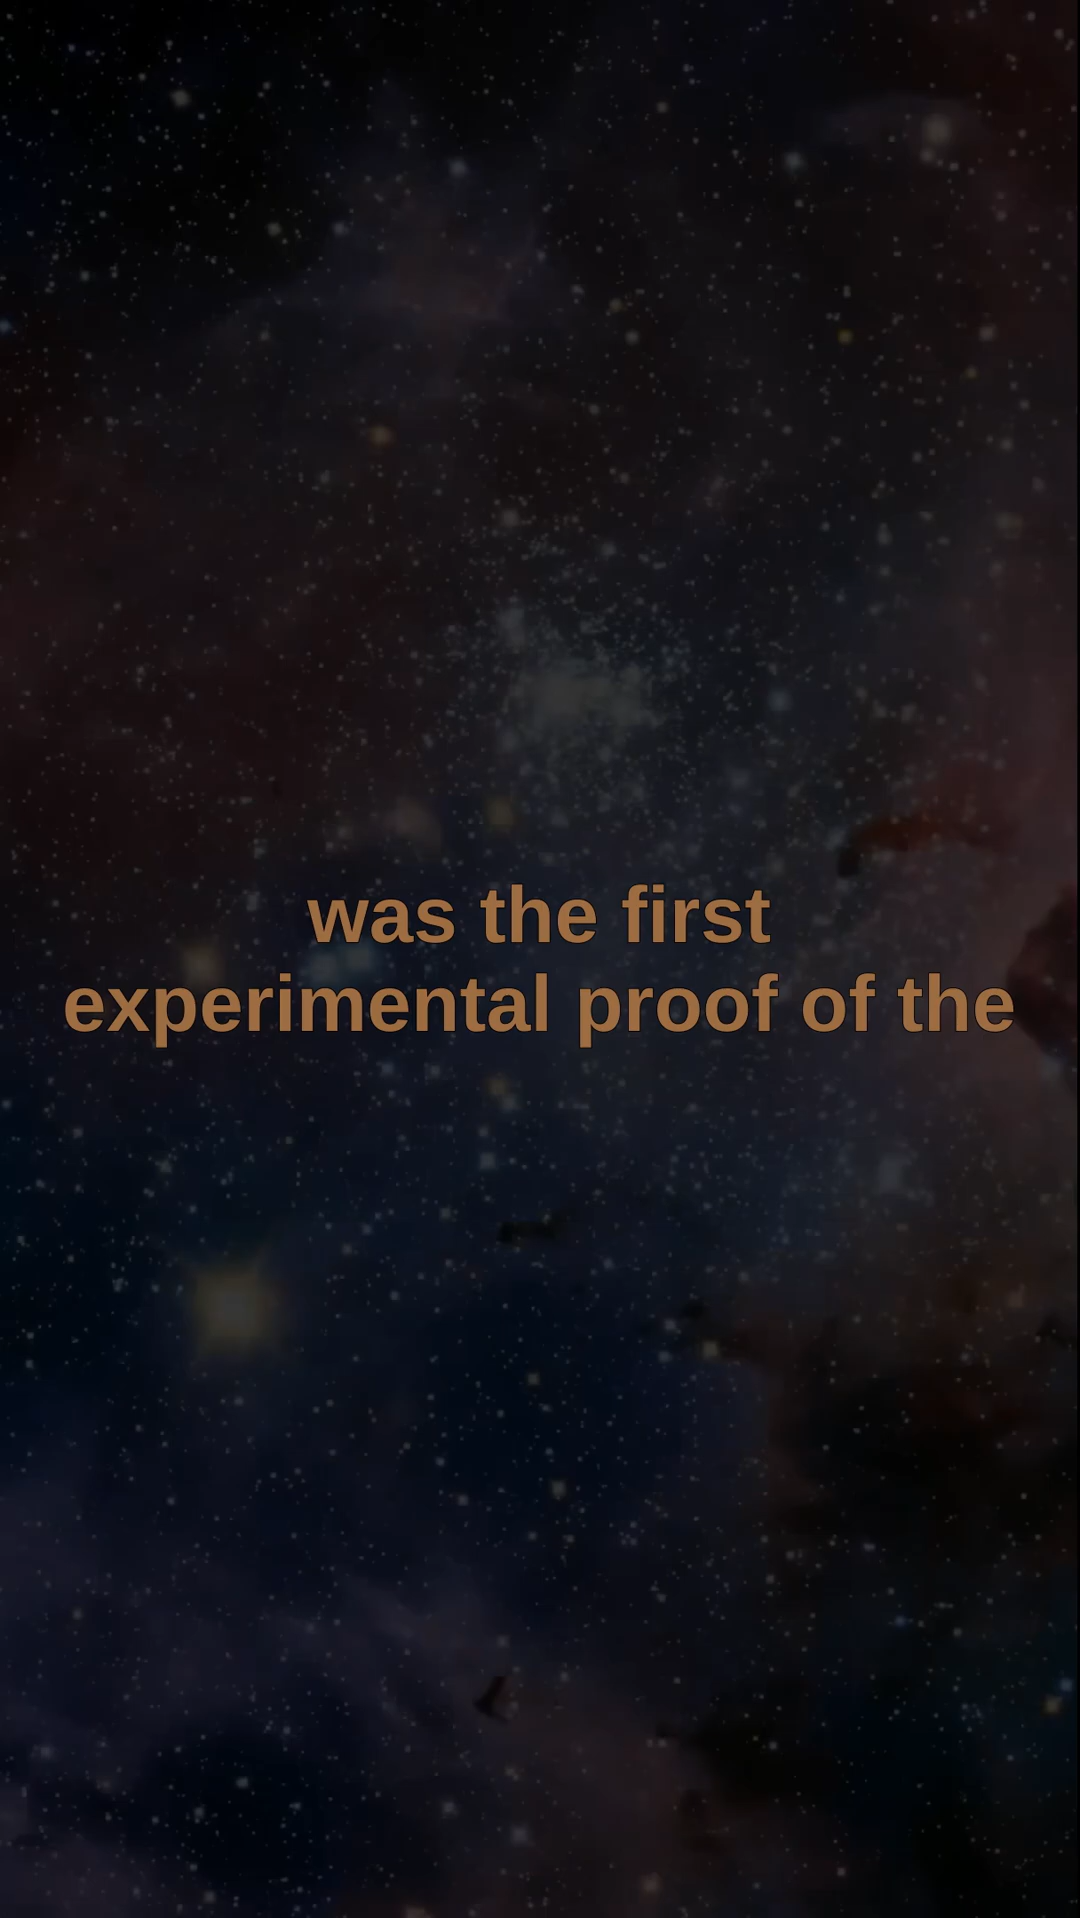 was the first
experimental proof of the